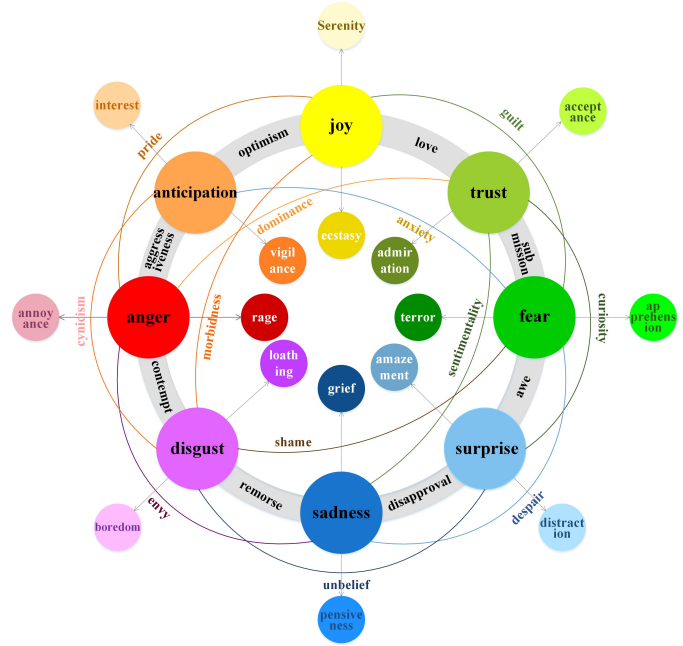 Serenity
interest
accept
ance
pride
guilt
joy
optimism
love
anticipation
trust
dominance
anxiety
ecstasy
vigil
ance
admir
ation
aggress
iveness
sub
mission
annoy
ance
cynicism
anger
morbidness
rage
terror
sentimentality
fear
curiosity
ap
prehens
ion
loath
ing
amaze
ment
grief
contempt
awe
disgust
shame
surprise
remorse
disapproval
sadness
envy
despair
boredom
distract
ion
unbelief
pensive
ness